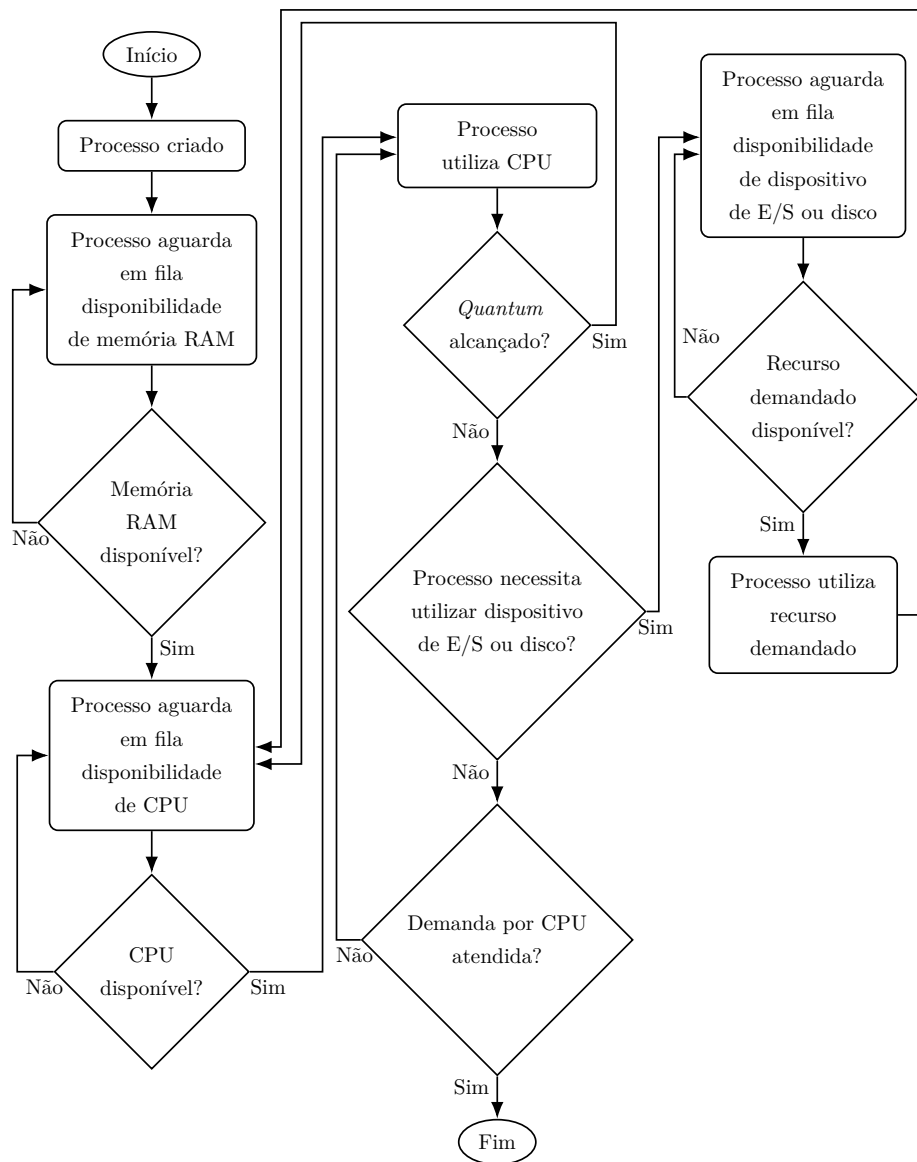 Início
Processo criado
Processo aguarda
em fila
disponibilidade
de memória RAM
Memória
RAM
disponível?
Não
Sim
Processo aguarda
em fila
disponibilidade
de CPU
CPU
disponível?
Não
Sim
Processo
utiliza CPU
Quantum
alcançado?
Sim
Não
Processo necessita
utilizar dispositivo
de E/S ou disco?
Sim
Não
Demanda por CPU
atendida?
Não
Sim
Fim
Processo aguarda
em fila
disponibilidade
de dispositivo
de E/S ou disco
Não
Recurso
demandado
disponível?
Sim
Processo utiliza
recurso
demandado